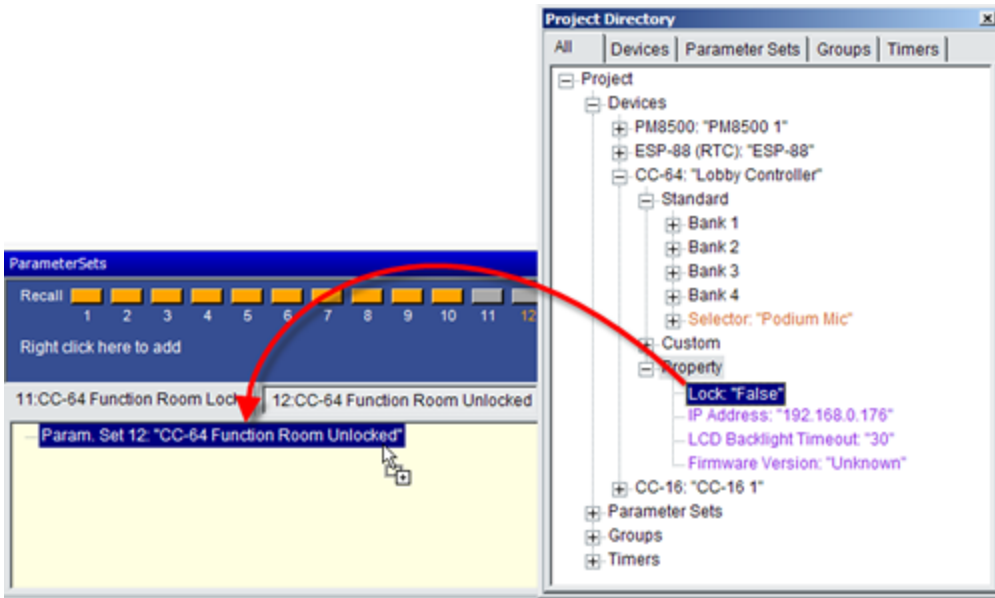 Project Directory
All Devices Parameter Sets Groups Timers
Project
Devices
PM8500: "PM8500 1"
ESP-88 (RTC): "ESP-88"
CC-64: "Lobby Controller"
Standard
Bank 1
Bank 2
Bank 3
Bank 4
Selector: "Podium Mic"
Custom
Property
Lock: "False"
IP Address: "192.168.0.176"
LCD Backlight Timeout: "30"
Firmware Version: "Unknown"
CC-16: "CC-16 1"
Parameter Sets
Groups
Timers
ParameterSets
Recall
1 2 3 4 5 6 7 8 9 10 11 12
Right click here to add
11:CC-64 Function Room Lock 12:CC-64 Function Room Unlocked
Param. Set 12: "CC-64 Function Room Unlocked"